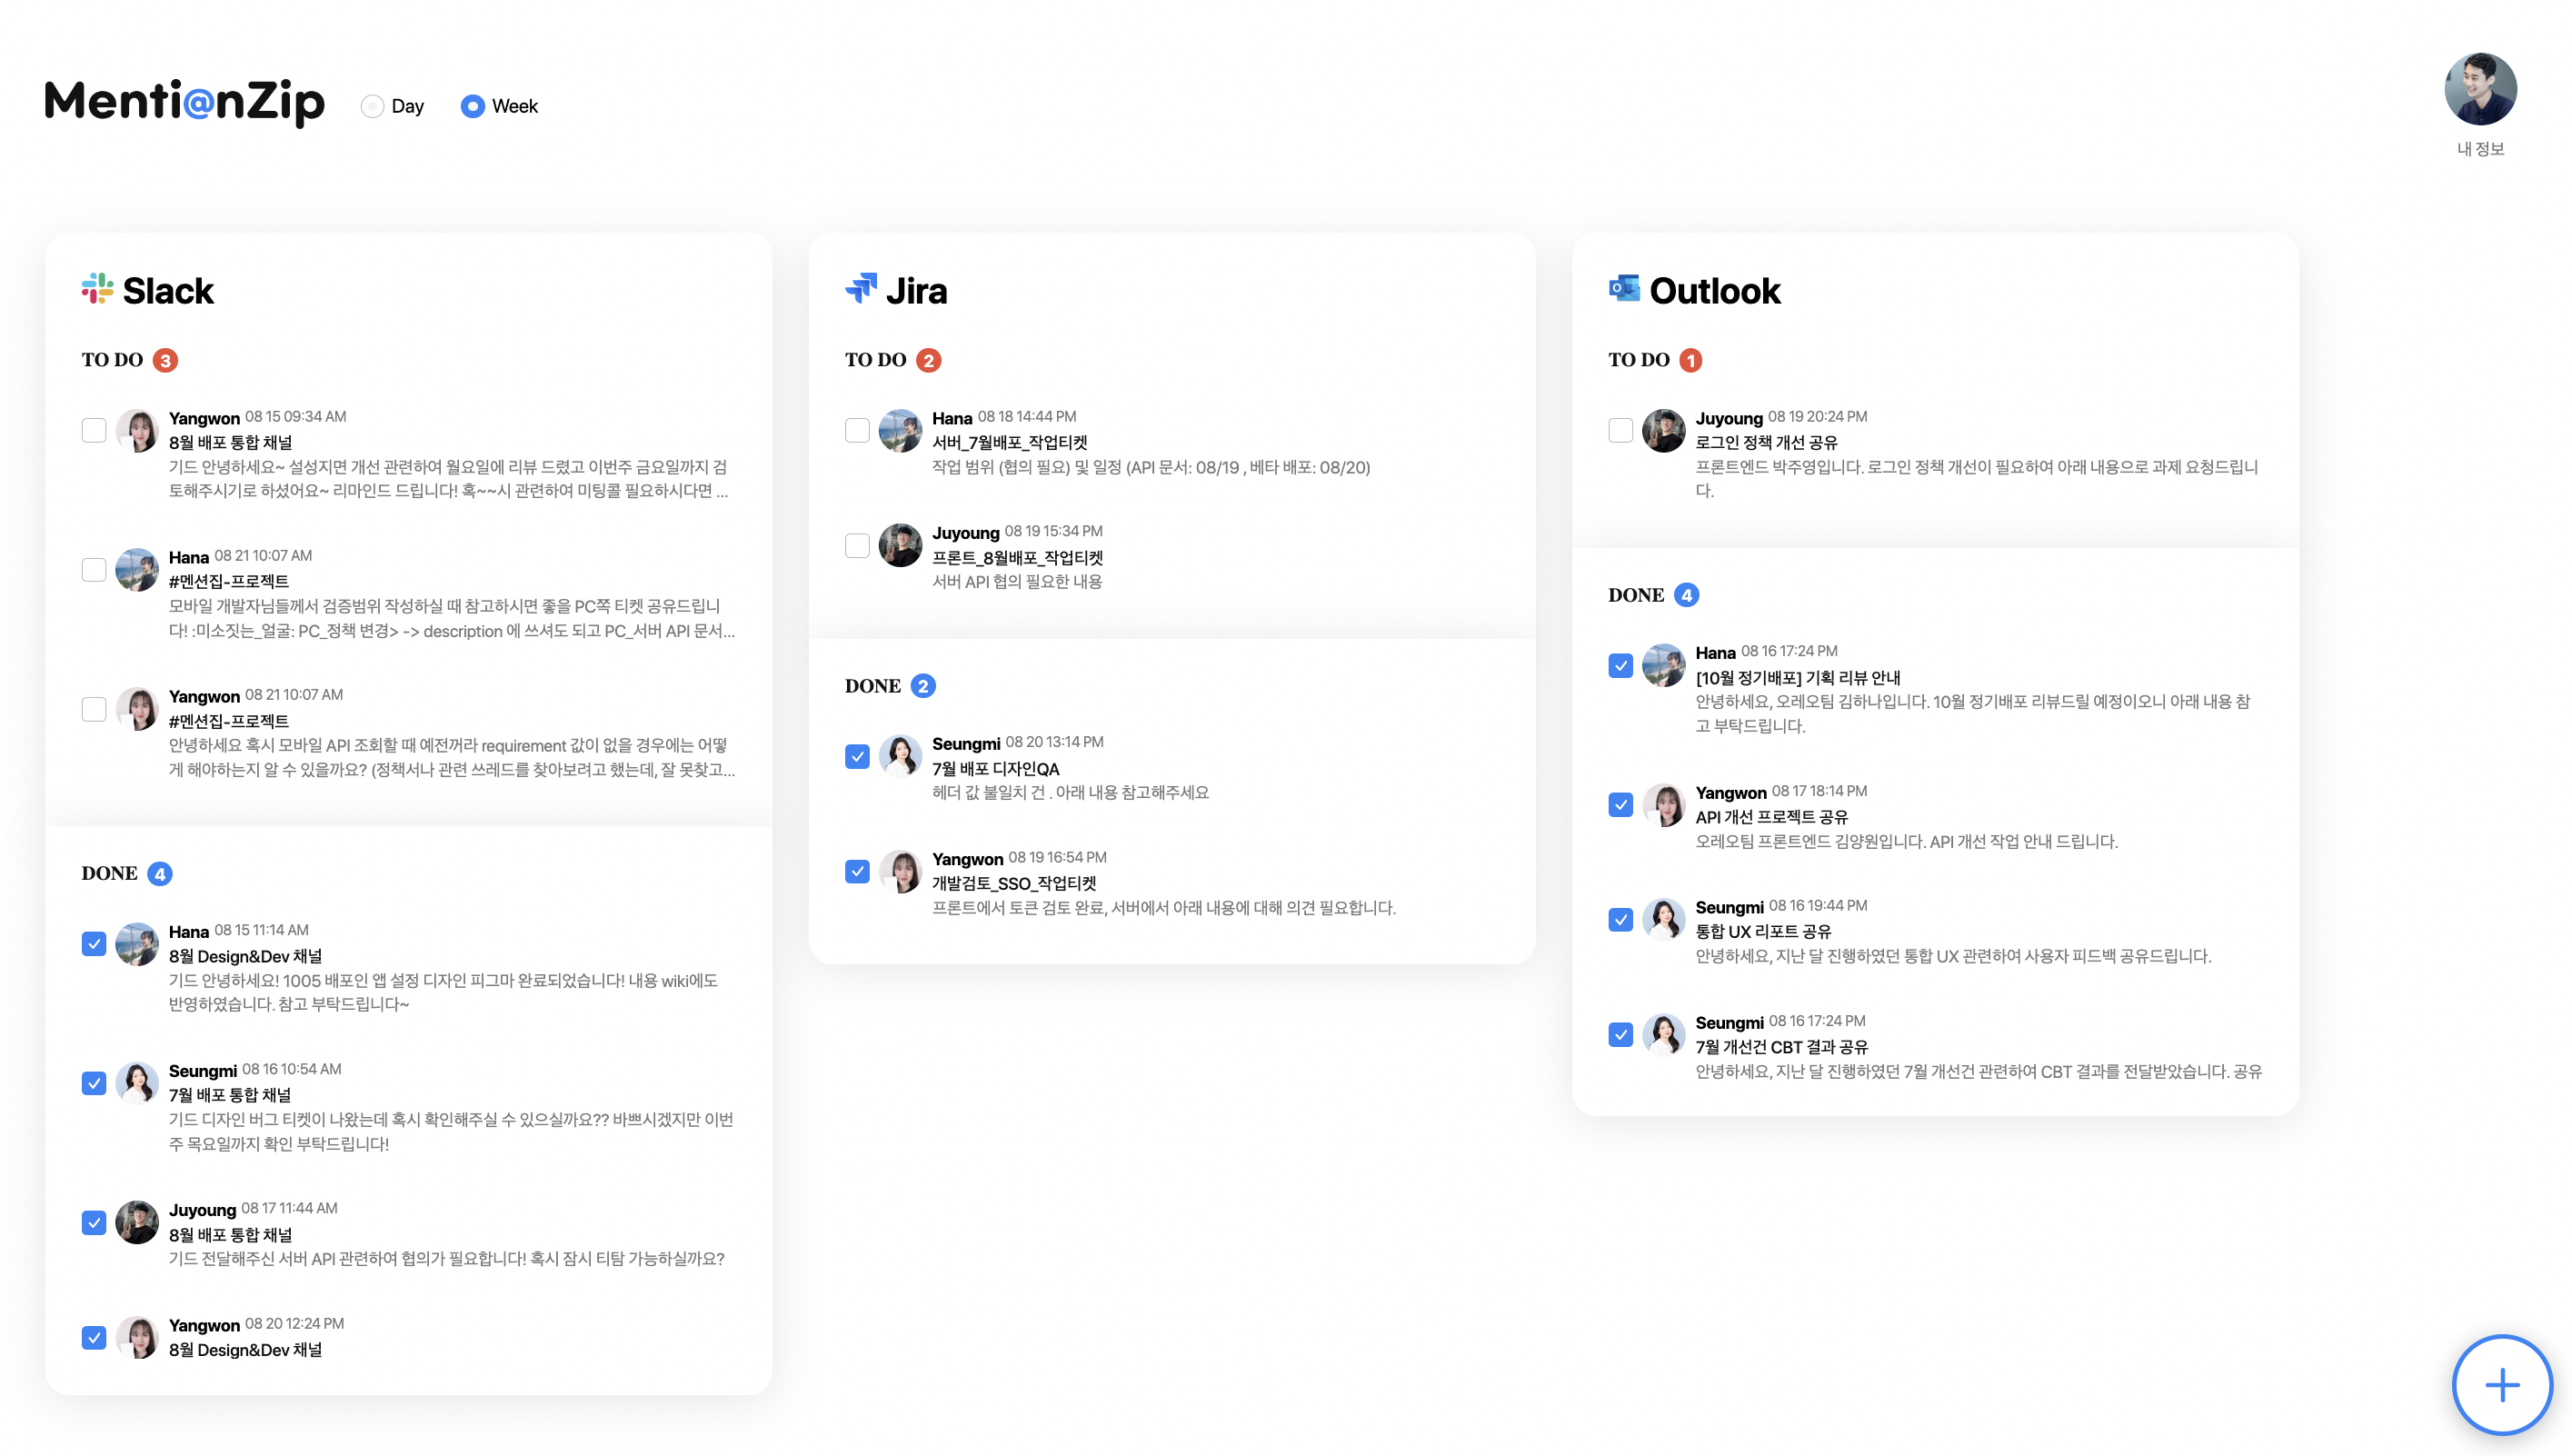 Menti@nZip
Day
Week
내 정보
Slack
TO DO 3
Yangwon 08 15 09:34 AM
8월 배포 통합 채널
기드 안녕하세요~ 설성지면 개선 관련하여 월요일에 리뷰 드렸고 이번주 금요일까지 검
토해주시기로 하셨어요~ 리마인드 드립니다! 혹~~시 관련하여 미팅콜 필요하시다면 ...
Hana 08 21 10:07 AM
#멘션집-프로젝트
모바일 개발자님들께서 검증범위 작성하실 때 참고하시면 좋을 PC쪽 티켓 공유드립니
다! :미소짓는_얼굴: PC_정책 변경> -> description 에 쓰셔도 되고 PC_서버 API 문서...
Yangwon 08 21 10:07 AM
#멘션집-프로젝트
안녕하세요 혹시 모바일 API 조회할 때 예전꺼라 requirement 값이 없을 경우에는 어떻
게 해야하는지 알 수 있을까요? (정책서나 관련 쓰레드를 찾아보려고 했는데, 잘 못찾고...
DONE 4
Hana 08 15 11:14 AM
8월 Design&Dev 채널
기드 안녕하세요! 1005 배포인 앱 설정 디자인 피그마 완료되었습니다! 내용 wiki에도
반영하였습니다. 참고 부탁드립니다~
Seungmi 08 16 10:54 AM
7월 배포 통합 채널
기드 디자인 버그 티켓이 나왔는데 혹시 확인해주실 수 있으실까요?? 바쁘시겠지만 이번
주 목요일까지 확인 부탁드립니다!
Juyoung 08 17 11:44 AM
8월 배포 통합 채널
기드 전달해주신 서버 API 관련하여 협의가 필요합니다! 혹시 잠시 티탐 가능하실까요?
Yangwon 08 20 12:24 PM
8월 Design&Dev 채널
Jira
TO DO 2
Hana 08 18 14:44 PM
서버_7월배포_작업티켓
작업 범위 (협의 필요) 및 일정 (API 문서: 08/19 , 베타 배포: 08/20)
Juyoung 08 19 15:34 PM
프론트_8월배포_작업티켓
서버 API 협의 필요한 내용
DONE 2
Seungmi 08 20 13:14 PM
7월 배포 디자인QA
헤더 값 불일치 건 . 아래 내용 참고해주세요
Yangwon 08 19 16:54 PM
개발검토_SSO_작업티켓
프론트에서 토큰 검토 완료, 서버에서 아래 내용에 대해 의견 필요합니다.
Outlook
TO DO 1
Juyoung 08 19 20:24 PM
로그인 정책 개선 공유
프론트엔드 박주영입니다. 로그인 정책 개선이 필요하여 아래 내용으로 과제 요청드립니
다.
DONE 4
Hana 08 16 17:24 PM
[10월 정기배포] 기획 리뷰 안내
안녕하세요, 오레오팀 김하나입니다. 10월 정기배포 리뷰드릴 예정이오니 아래 내용 참
고 부탁드립니다.
Yangwon 08 17 18:14 PM
API 개선 프로젝트 공유
오레오팀 프론트엔드 김양원입니다. API 개선 작업 안내 드립니다.
Seungmi 08 16 19:44 PM
통합 UX 리포트 공유
안녕하세요, 지난 달 진행하였던 통합 UX 관련하여 사용자 피드백 공유드립니다.
Seungmi 08 16 17:24 PM
7월 개선건 CBT 결과 공유
안녕하세요, 지난 달 진행하였던 7월 개선건 관련하여 CBT 결과를 전달받았습니다. 공유